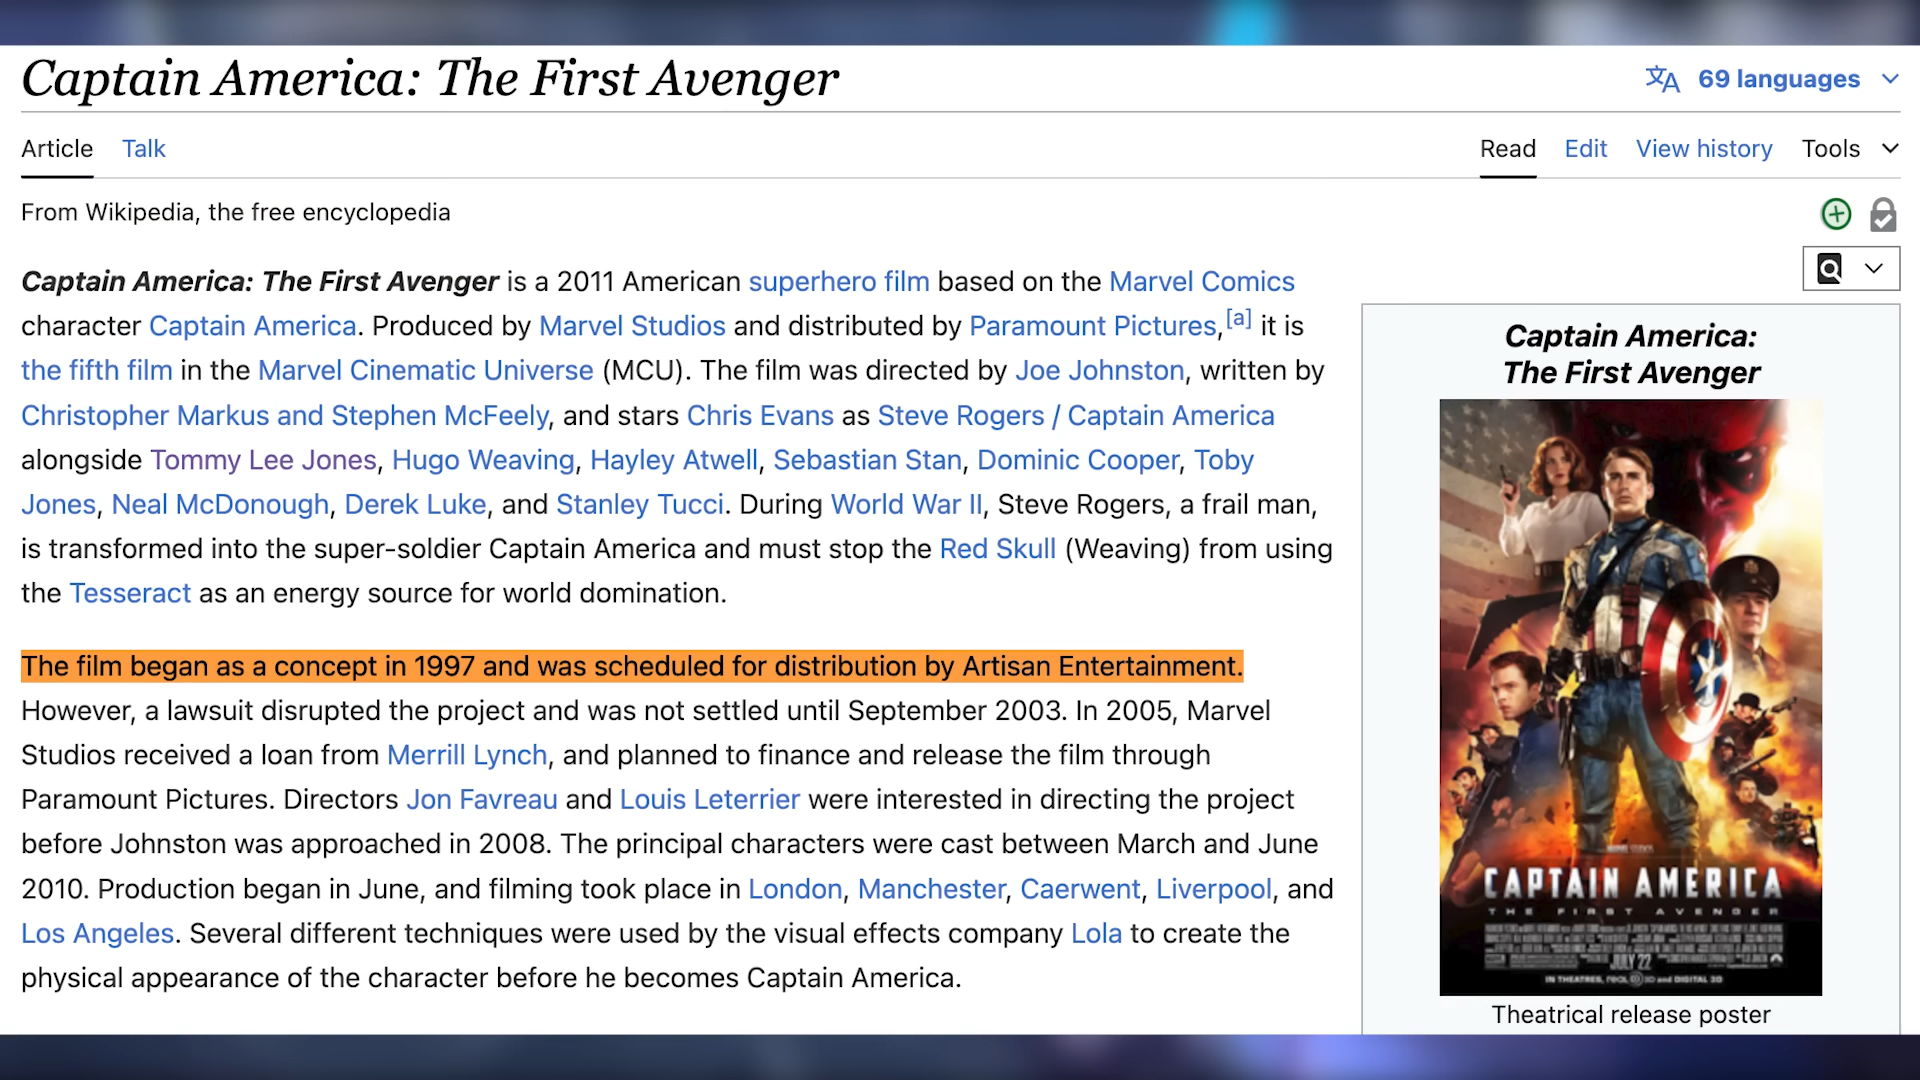 Captain America: The First Avenger
69 languages
Article Talk
Read Edit View history Tools
From Wikipedia, the free encyclopedia
Captain America: The First Avenger is a 2011 American superhero film based on the Marvel Comics
character Captain America. Produced by Marvel Studios and distributed by Paramount Pictures,[a] it is
the fifth film in the Marvel Cinematic Universe (MCU). The film was directed by Joe Johnston, written by
Christopher Markus and Stephen McFeely, and stars Chris Evans as Steve Rogers / Captain America
alongside Tommy Lee Jones, Hugo Weaving, Hayley Atwell, Sebastian Stan, Dominic Cooper, Toby
Jones, Neal McDonough, Derek Luke, and Stanley Tucci. During World War II, Steve Rogers, a frail man,
is transformed into the super-soldier Captain America and must stop the Red Skull (Weaving) from using
the Tesseract as an energy source for world domination.
The film began as a concept in 1997 and was scheduled for distribution by Artisan Entertainment.
However, a lawsuit disrupted the project and was not settled until September 2003. In 2005, Marvel
Studios received a loan from Merrill Lynch, and planned to finance and release the film through
Paramount Pictures. Directors Jon Favreau and Louis Leterrier were interested in directing the project
before Johnston was approached in 2008. The principal characters were cast between March and June
2010. Production began in June, and filming took place in London, Manchester, Caerwent, Liverpool, and
Los Angeles. Several different techniques were used by the visual effects company Lola to create the
physical appearance of the character before he becomes Captain America.
Captain America:
The First Avenger
CAPTAIN AMERICA
THE FIRST AVENGER
JULY 22
IN THEATRES, REAL D 3D and DIGITAL 3D
Theatrical release poster